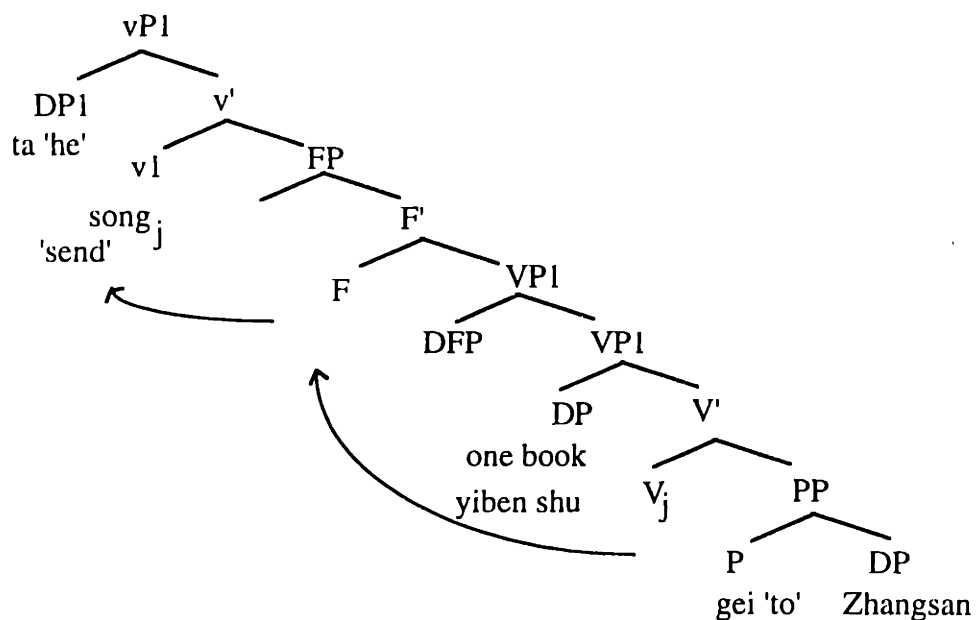 vP1
DP1 v'
ta 'he'
v1 FP
song j F'
'send'
F VP1
DFP VP1
DP V'
one book
yiben shu V j PP
P DP
gei 'to' Zhangsan